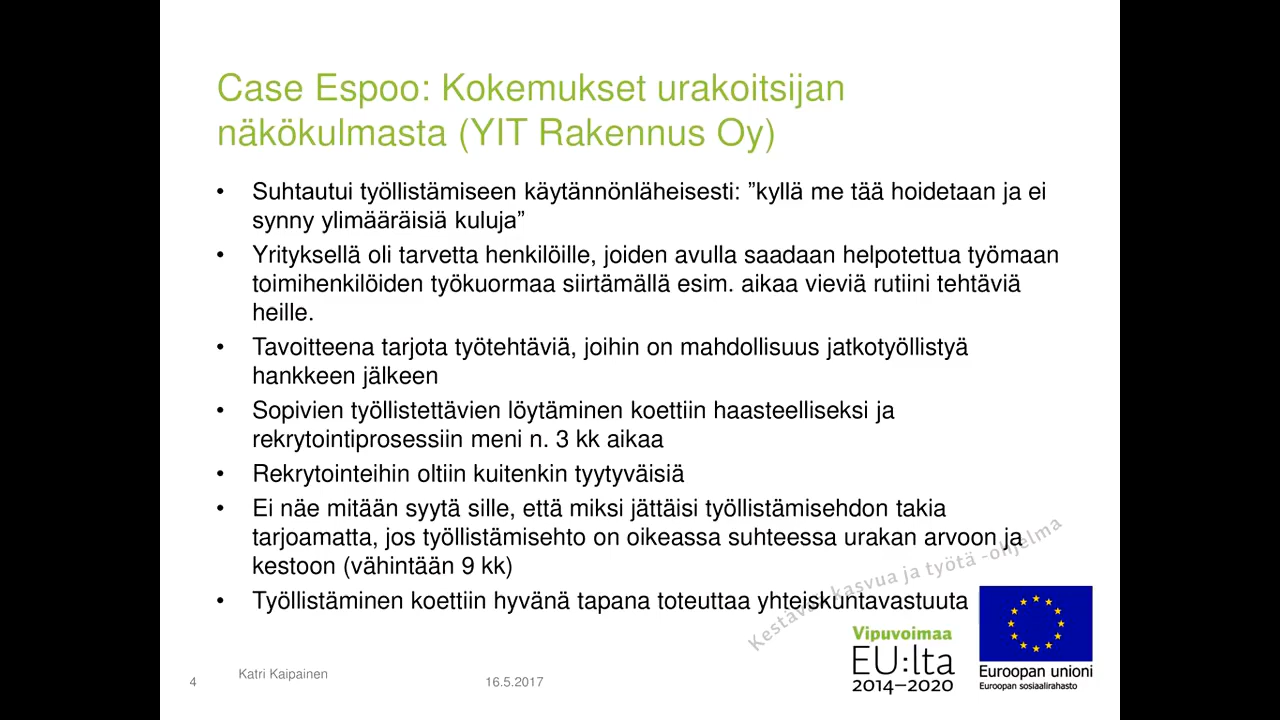 Case Espoo: Kokemukset urakoitsijan
näkökulmasta (YIT Rakennus Oy)
• Suhtautui työllistämiseen käytännönläheisesti: ”kyllä me tää hoidetaan ja ei
synny ylimääräisiä kuluja”
• Yrityksellä oli tarvetta henkilöille, joiden avulla saadaan helpotettua työmaan
toimihenkilöiden työkuormaa siirtämällä esim. aikaa vieviä rutiini tehtäviä
heille.
• Tavoitteena tarjota työtehtäviä, joihin on mahdollisuus jatkotyöllistyä
hankkeen jälkeen
• Sopivien työllistettävien löytäminen koettiin haasteelliseksi ja
rekrytointiprosessiin meni n. 3 kk aikaa
• Rekrytointeihin oltiin kuitenkin tyytyväisiä
• Ei näe mitään syytä sille, että miksi jättäisi työllistämisehdon takia
tarjoamatta, jos työllistämisehto on oikeassa suhteessa urakan arvoon ja
kestoon (vähintään 9 kk)
• Työllistäminen koettiin hyvänä tapana toteuttaa yhteiskuntavastuuta
Kestävää kasvua ja työtä -ohjelma
Vipuvoimaa
EU:lta
2014–2020
Euroopan unioni
Euroopan sosiaalirahasto
4
Katri Kaipainen
16.5.2017